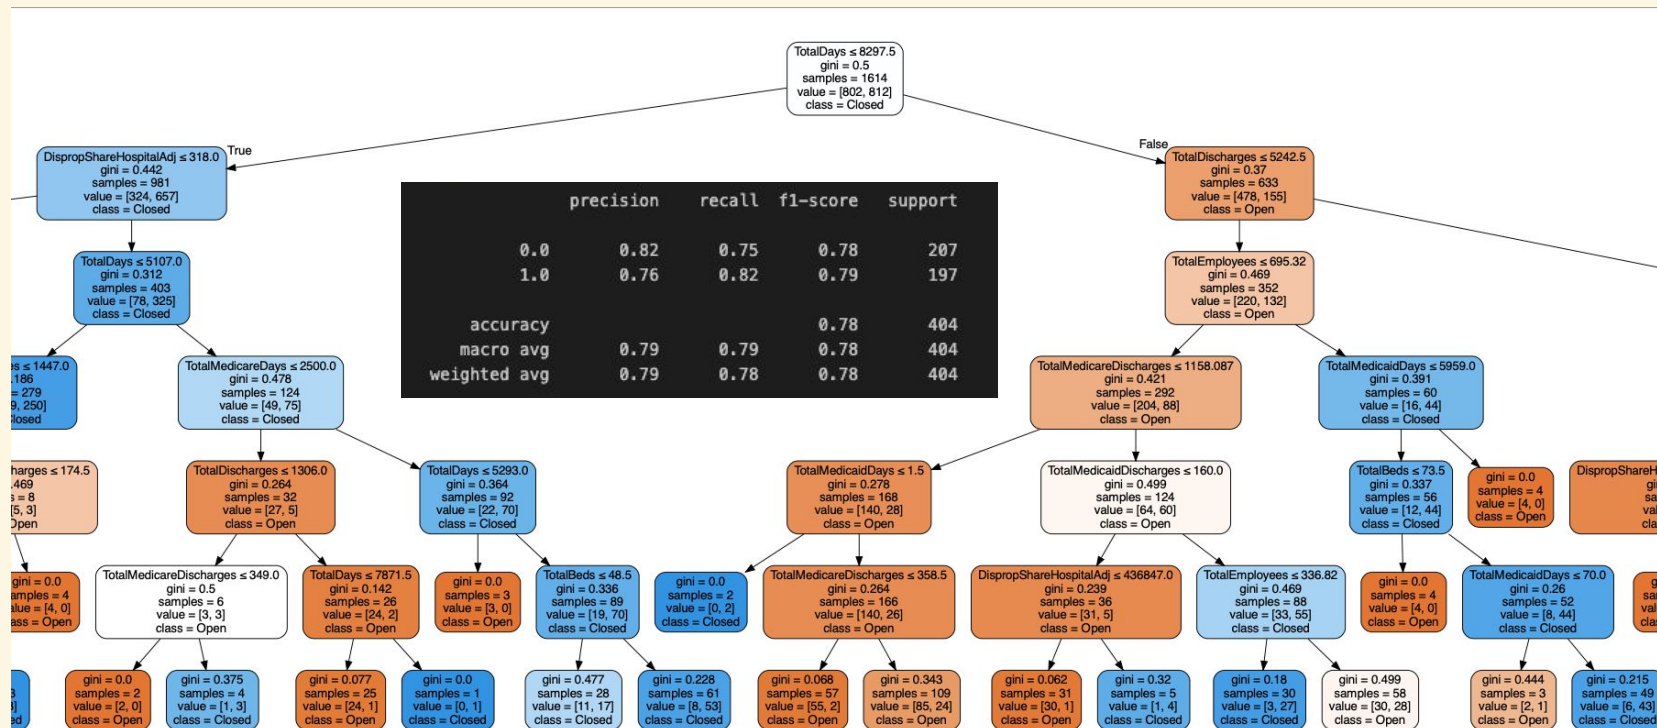 TotalDays ≤ 8297.5
gini = 0.5
samples = 1614
value = [802, 812]
class = Closed
True
False
DispropShareHospitalAdj ≤ 318.0
gini = 0.442
samples = 981
value = [324, 657]
class = Closed
TotalDischarges ≤ 5242.5
gini = 0.37
samples = 633
value = [478, 155]
class = Open
precision recall f1-score support
0.0 0.82 0.75 0.78 207
1.0 0.76 0.82 0.79 197
accuracy 0.78 404
macro avg 0.79 0.79 0.78 404
weighted avg 0.79 0.78 0.78 404
TotalDays ≤ 5107.0
gini = 0.312
samples = 403
value = [78, 325]
class = Closed
TotalEmployees ≤ 695.32
gini = 0.469
samples = 352
value = [220, 132]
class = Open
≤ 1447.0
.186
= 279
, 250]
TotalMedicareDays ≤ 2500.0
gini = 0.478
samples = 124
value = [49, 75]
class = Closed
TotalMedicareDischarges ≤ 1158.087
gini = 0.421
samples = 292
value = [204, 88]
class = Open
TotalMedicaidDays ≤ 5959.0
gini = 0.391
samples = 60
value = [16, 44]
class = Closed
≤ 174.5
.469
= 8
[5, 3]
Open
TotalDischarges ≤ 1306.0
gini = 0.264
samples = 32
value = [27, 5]
class = Open
TotalDays ≤ 5293.0
gini = 0.364
samples = 92
value = [22, 70]
class = Closed
TotalMedicaidDays ≤ 1.5
gini = 0.278
samples = 168
value = [140, 28]
class = Open
TotalMedicaidDischarges ≤ 160.0
gini = 0.499
samples = 124
value = [64, 60]
class = Open
TotalBeds ≤ 73.5
gini = 0.337
samples = 56
value = [12, 44]
class = Closed
gini = 0.0
samples = 4
value = [4, 0]
class = Open
DispropShareH
gini = 0.0
samples = 4
value = [4, 0]
class = Open
TotalMedicareDischarges ≤ 349.0
gini = 0.5
samples = 6
value = [3, 3]
class = Open
TotalDays ≤ 7871.5
gini = 0.142
samples = 26
value = [24, 2]
class = Open
gini = 0.0
samples = 3
value = [3, 0]
class = Open
TotalBeds ≤ 48.5
gini = 0.336
samples = 89
value = [19, 70]
class = Closed
gini = 0.0
samples = 2
value = [0, 2]
class = Closed
TotalMedicareDischarges ≤ 358.5
gini = 0.264
samples = 166
value = [140, 26]
class = Open
DispropShareHospitalAdj ≤ 436847.0
gini = 0.239
samples = 36
value = [31, 5]
class = Open
TotalEmployees ≤ 336.82
gini = 0.469
samples = 88
value = [33, 55]
class = Closed
gini = 0.0
samples = 4
value = [4, 0]
class = Open
TotalMedicaidDays ≤ 70.0
gini = 0.26
samples = 52
value = [8, 44]
class = Closed
gini = 0.0
samples = 2
value = [2, 0]
class = Open
gini = 0.375
samples = 4
value = [1, 3]
class = Closed
gini = 0.077
samples = 25
value = [24, 1]
class = Open
gini = 0.0
samples = 1
value = [0, 1]
class = Closed
gini = 0.477
samples = 28
value = [11, 17]
class = Closed
gini = 0.228
samples = 61
value = [8, 53]
class = Closed
gini = 0.068
samples = 57
value = [55, 2]
class = Open
gini = 0.343
samples = 109
value = [85, 24]
class = Open
gini = 0.062
samples = 31
value = [30, 1]
class = Open
gini = 0.32
samples = 5
value = [1, 4]
class = Closed
gini = 0.18
samples = 30
value = [3, 27]
class = Closed
gini = 0.499
samples = 58
value = [30, 28]
class = Open
gini = 0.444
samples = 3
value = [2, 1]
class = Open
gini = 0.215
samples = 49
value = [6, 43]
class = Closed